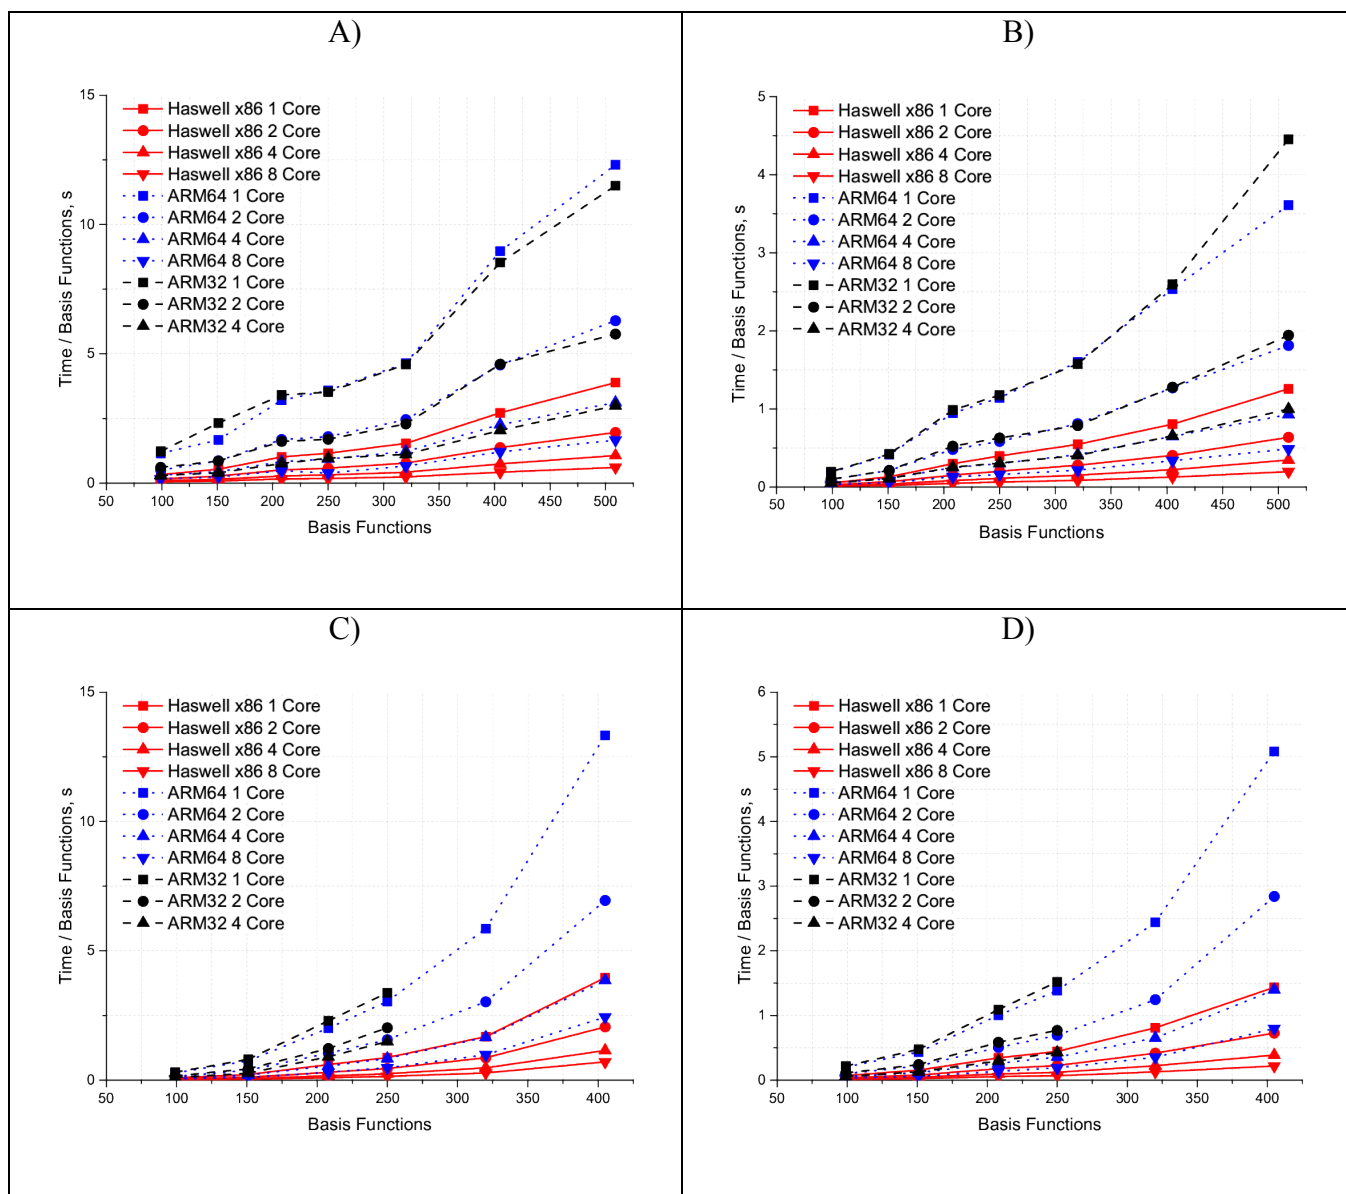 A)
15
10
5
0
Time / Basis Functions, s
Haswell x86 1 Core
Haswell x86 2 Core
Haswell x86 4 Core
Haswell x86 8 Core
ARM64 1 Core
ARM64 2 Core
ARM64 4 Core
ARM64 8 Core
ARM32 1 Core
ARM32 2 Core
ARM32 4 Core
50 100 150 200 250 300 350 400 450 500
Basis Functions
B)
5
4
3
2
1
0
Time / Basis Functions, s
Haswell x86 1 Core
Haswell x86 2 Core
Haswell x86 4 Core
Haswell x86 8 Core
ARM64 1 Core
ARM64 2 Core
ARM64 4 Core
ARM64 8 Core
ARM32 1 Core
ARM32 2 Core
ARM32 4 Core
50 100 150 200 250 300 350 400 450 500
Basis Functions
C)
15
10
5
0
Time / Basis Functions, s
Haswell x86 1 Core
Haswell x86 2 Core
Haswell x86 4 Core
Haswell x86 8 Core
ARM64 1 Core
ARM64 2 Core
ARM64 4 Core
ARM64 8 Core
ARM32 1 Core
ARM32 2 Core
ARM32 4 Core
50 100 150 200 250 300 350 400
Basis Functions
D)
6
5
4
3
2
1
0
Time / Basis Functions, s
Haswell x86 1 Core
Haswell x86 2 Core
Haswell x86 4 Core
Haswell x86 8 Core
ARM64 1 Core
ARM64 2 Core
ARM64 4 Core
ARM64 8 Core
ARM32 1 Core
ARM32 2 Core
ARM32 4 Core
50 100 150 200 250 300 350 400
Basis Functions